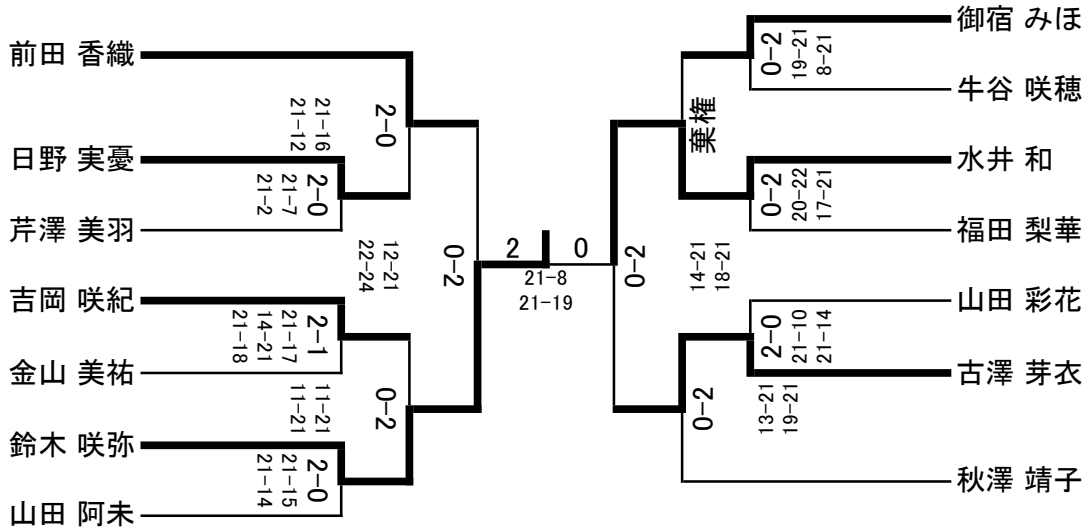 前田 香織
日野 実憂
芹澤 美羽
吉岡 咲紀
金山 美祐
鈴木 咲弥
山田 阿未
2-0
21-16
21-12
2-0
21-7
21-2
0-2
12-21
22-24
2-1
21-17
14-21
21-18
0-2
11-21
11-21
2-0
21-15
21-14
2
0
21-8
21-19
御宿 みほ
牛谷 咲穂
水井 和
福田 梨華
山田 彩花
古澤 芽衣
秋澤 靖子
0-2
19-21
8-21
棄権
0-2
20-22
17-21
0-2
14-21
18-21
2-0
21-10
21-14
0-2
13-21
19-21